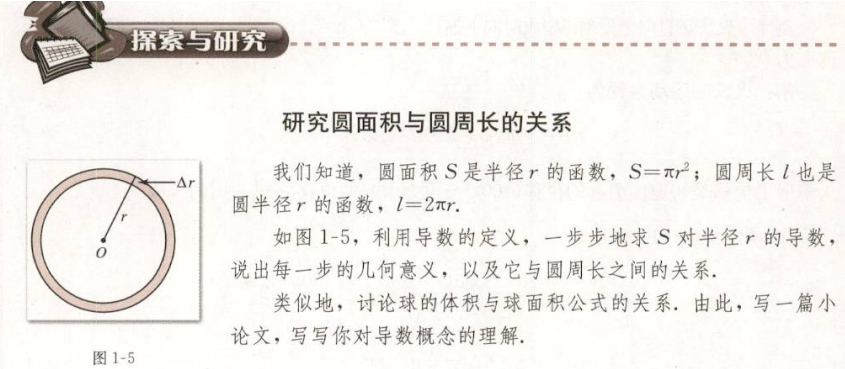 探索与研究
研究圆面积与圆周长的关系
我们知道，圆面积 S 是半径 r 的函数，S=πr²；圆周长 l 也是
圆半径 r 的函数，l=2πr.
如图 1-5，利用导数的定义，一步步地求 S 对半径 r 的导数，
说出每一步的几何意义，以及它与圆周长之间的关系.
类似地，讨论球的体积与球面积公式的关系. 由此，写一篇小
论文，写写你对导数概念的理解.
Δr
r
O
图 1-5